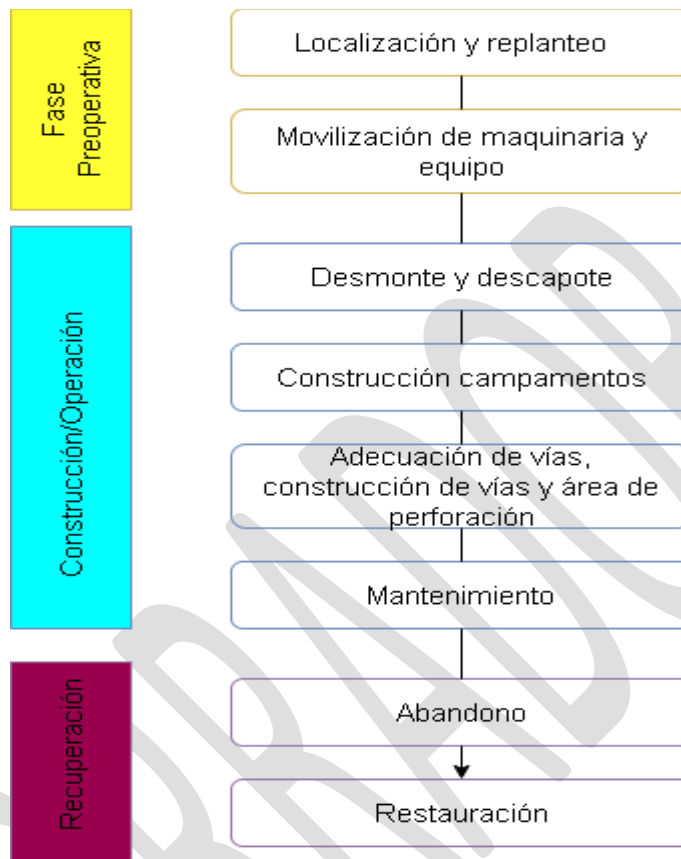 Fase
Preoperativa
Localización y replanteo
Movilización de maquinaria y
equipo
Construcción/Operación
Desmonte y descapote
Construcción campamentos
Adecuación de vías,
construcción de vías y área de
perforación
Mantenimiento
Recuperación
Abandono
Restauración